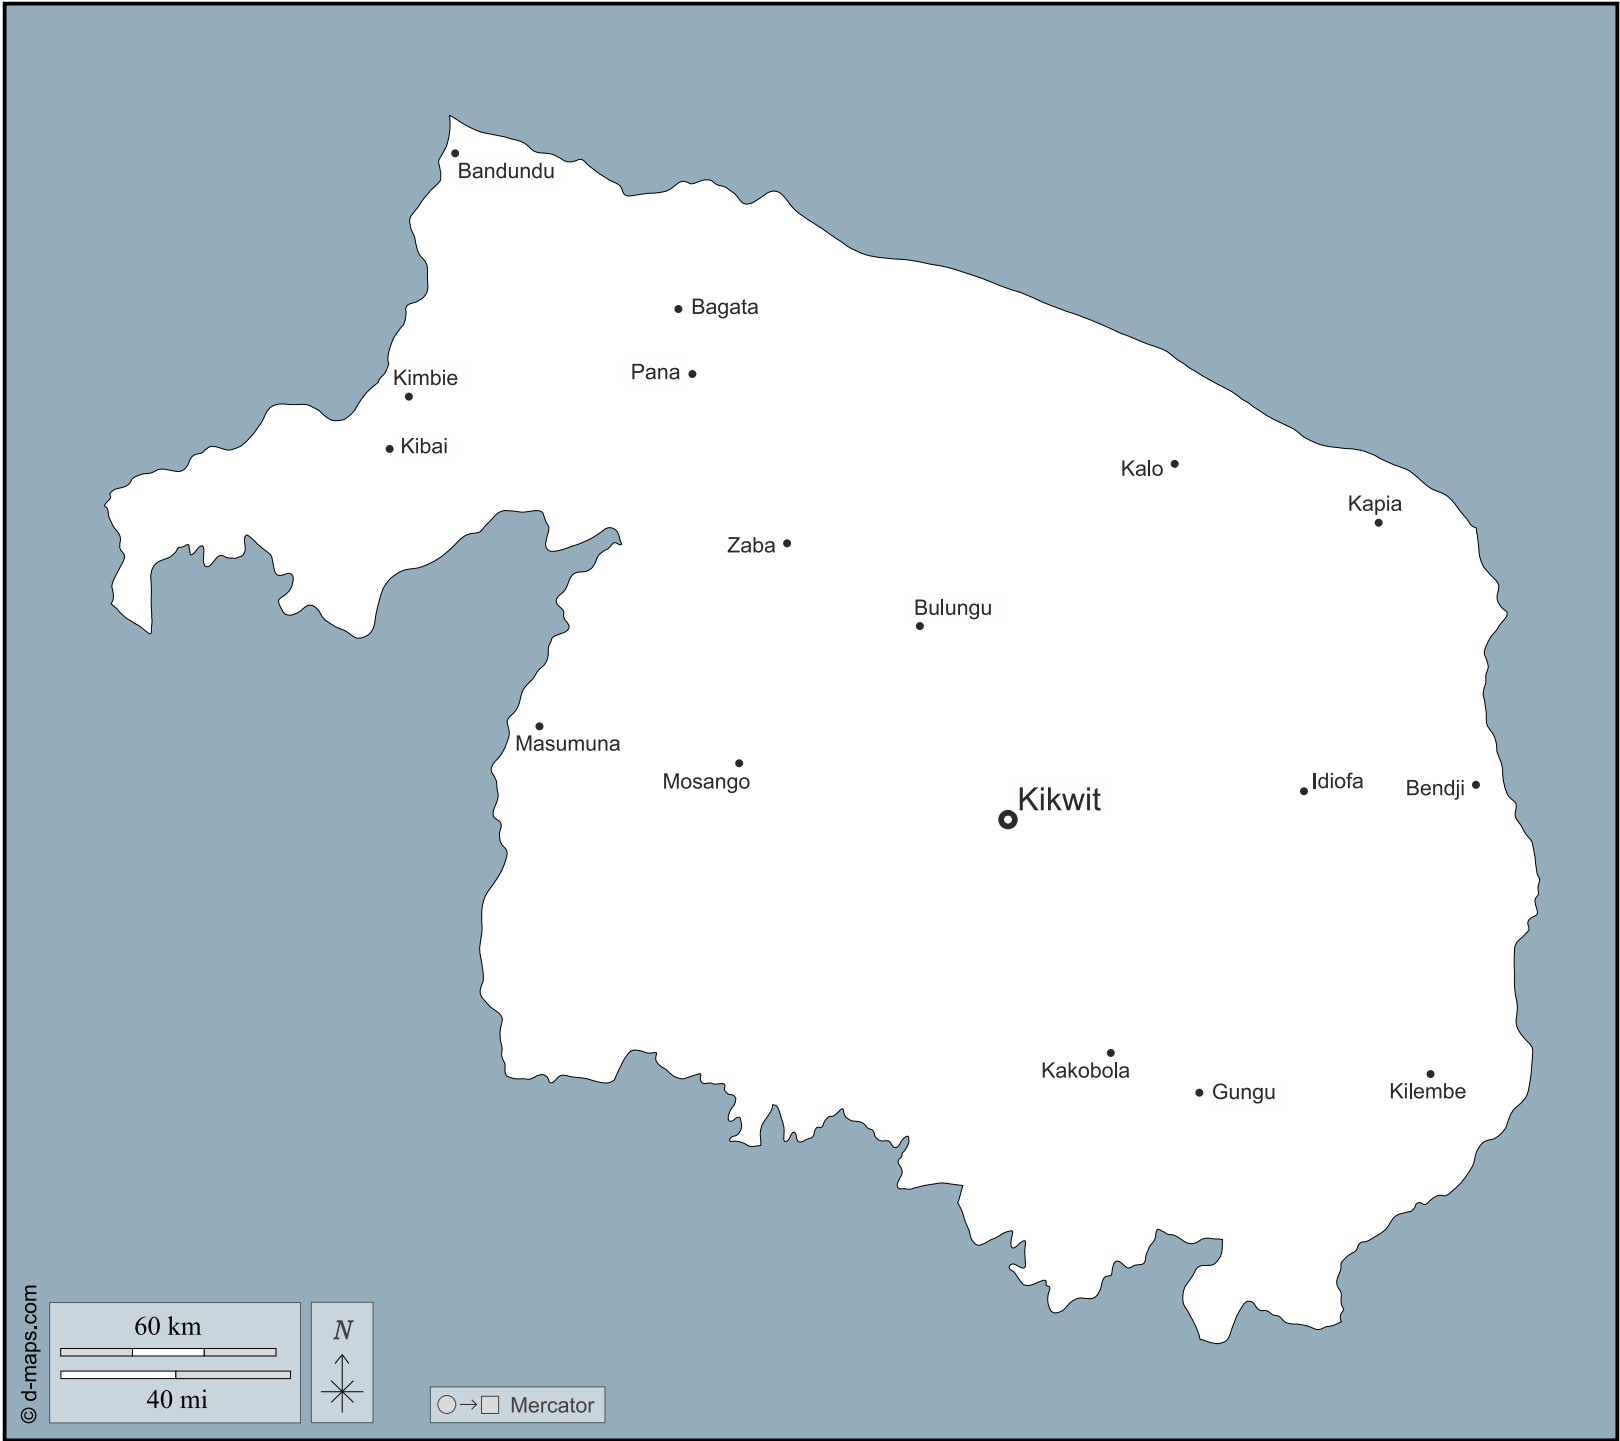 Bandundu
Bagata
Pana
Kimbie
Kibai
Kalo
Kapia
Zaba
Bulungu
Masumuna
Mosango
Kikwit
Idiofa
Bendji
Kakobola
Gungu
Kilembe
© d-maps.com
60 km
40 mi
N
Mercator